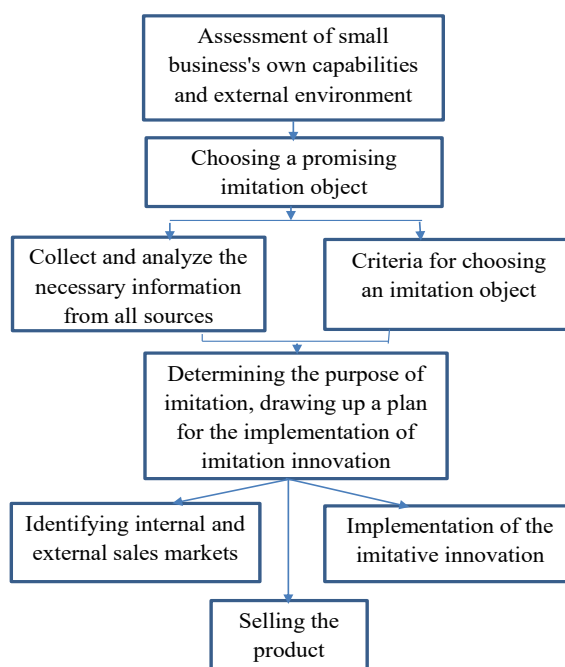 Assessment of small
business's own capabilities
and external environment
Choosing a promising
imitation object
Collect and analyze the
necessary information
from all sources
Criteria for choosing
an imitation object
Determining the purpose of
imitation, drawing up a plan
for the implementation of
imitation innovation
Identifying internal and
external sales markets
Implementation of the
imitative innovation
Selling the
product